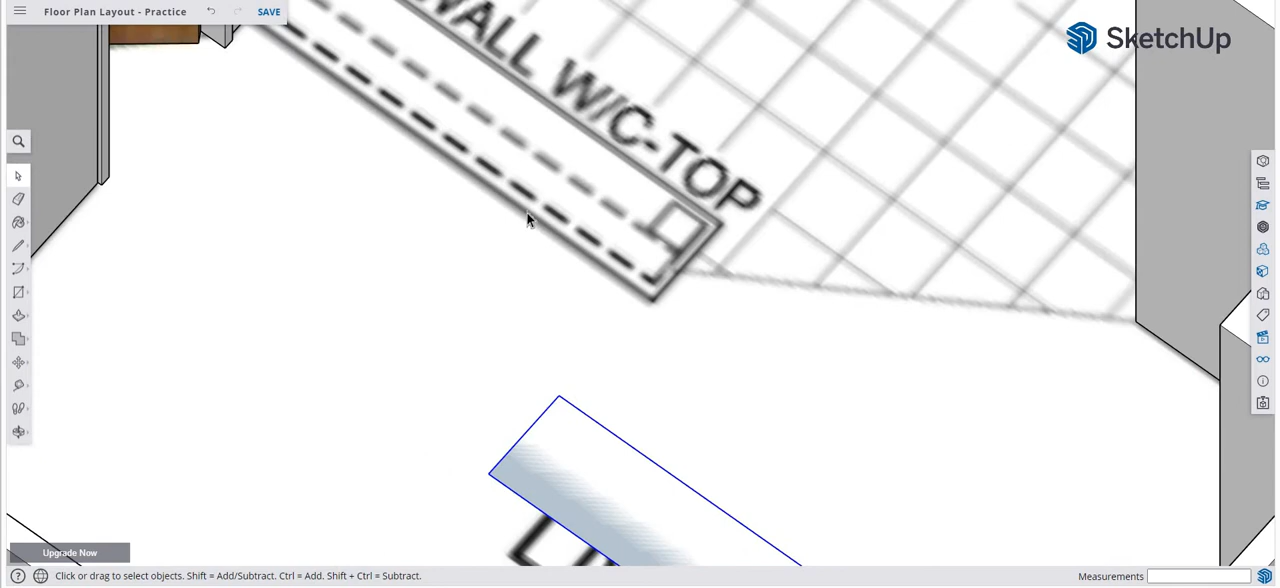 Floor Plan Layout - Practice
SAVE
SketchUp
WALL W/C-TOP
Upgrade Now
Click or drag to select objects. Shift = Add/Subtract. Ctrl = Add. Shift + Ctrl = Subtract.
Measurements